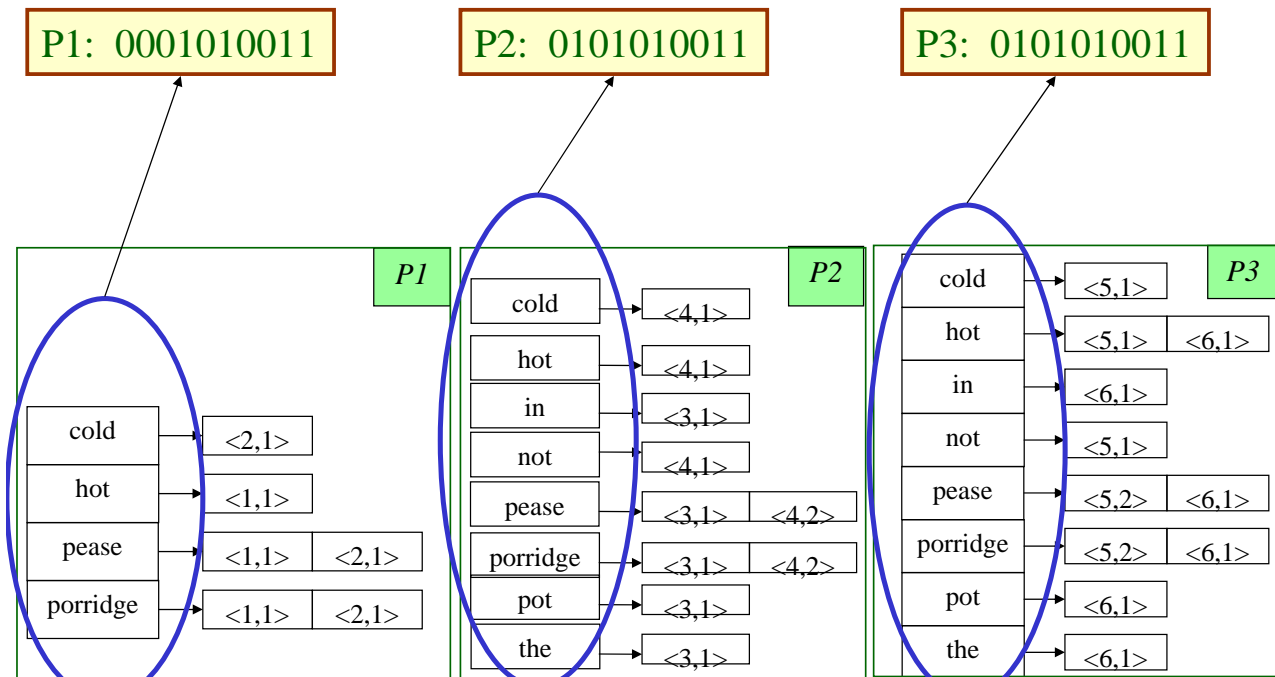 P1: 0001010011
P2: 0101010011
P3: 0101010011
P1
cold <2,1>
hot <1,1>
pease <1,1> <2,1>
porridge <1,1> <2,1>
P2
cold <4,1>
hot <4,1>
in <3,1>
not <4,1>
pease <3,1> <4,2>
porridge <3,1> <4,2>
pot <3,1>
the <3,1>
P3
cold <5,1>
hot <5,1> <6,1>
in <6,1>
not <5,1>
pease <5,2> <6,1>
porridge <5,2> <6,1>
pot <6,1>
the <6,1>